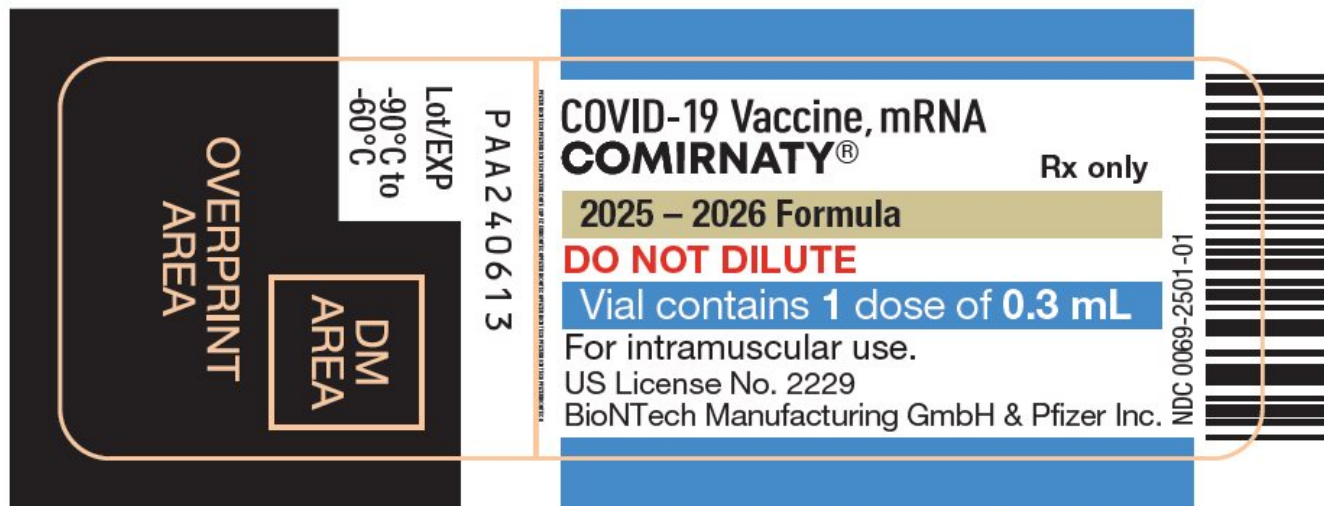 OVERPRINT
AREA
DM
AREA
Lot/EXP
-90°C to
-60°C
PAA240613
COVID-19 Vaccine, mRNA
COMIRNATY®
Rx only
2025 – 2026 Formula
DO NOT DILUTE
Vial contains 1 dose of 0.3 mL
For intramuscular use.
US License No. 2229
BioNTech Manufacturing GmbH & Pfizer Inc.
NDC 0069-2501-01